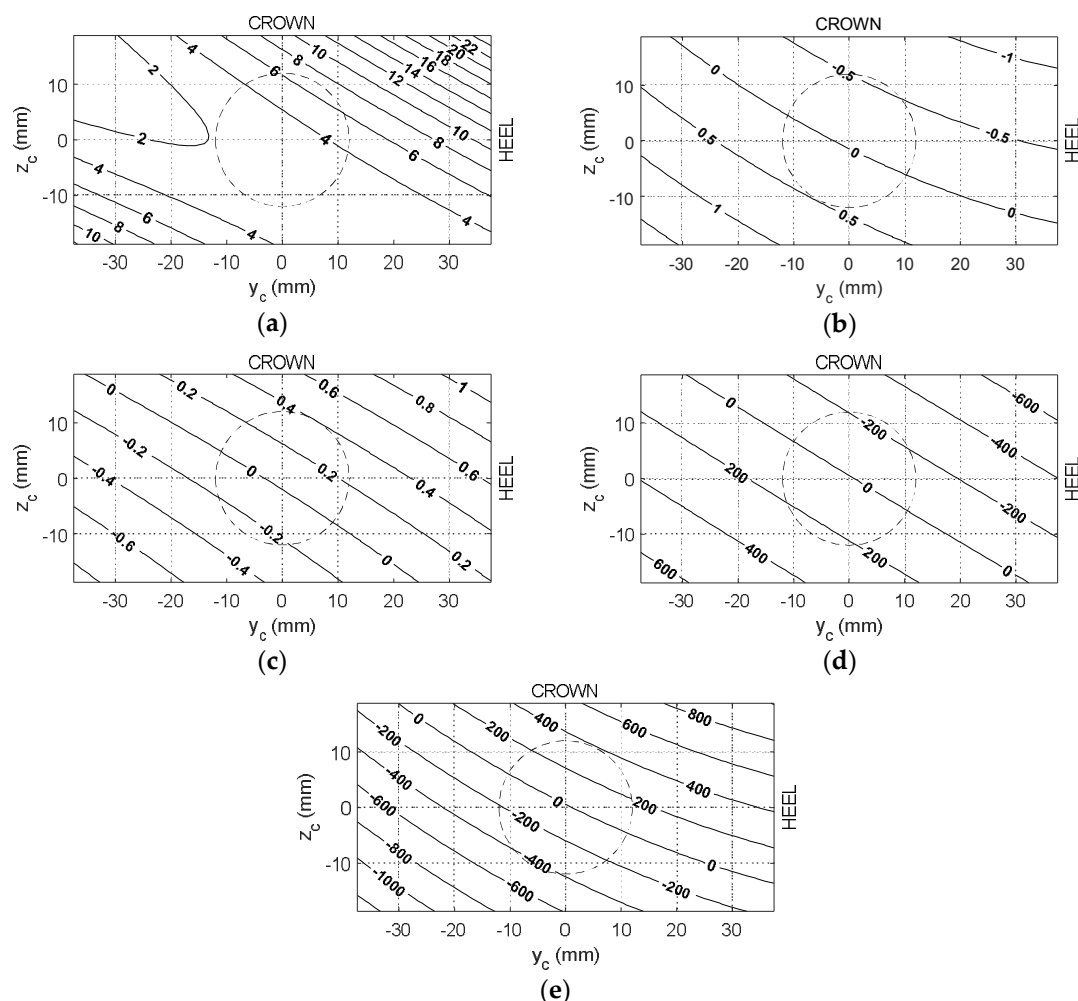 CROWN
2 4 6 8 10 12 14 16 18 20 22
2 4 6 8 10
4 6 8 10
4 4
10
0
-10
z_c (mm)
HEEL
-30 -20 -10 0 10 20 30
y_c (mm)
(a)
CROWN
0 -0.5 -1
0.5 0 -0.5
1 0.5 0
10
0
-10
z_c (mm)
HEEL
-30 -20 -10 0 10 20 30
y_c (mm)
(b)
CROWN
0 0.2 0.4 0.6 0.8 1
-0.2 0 0.2 0.4 0.6
-0.4 -0.2 0 0.2
-0.6 -0.4
10
0
-10
z_c (mm)
HEEL
-30 -20 -10 0 10 20 30
y_c (mm)
(c)
CROWN
0 -200 -400 -600
200 0 -200
600 400 200 0
10
0
-10
z_c (mm)
HEEL
-30 -20 -10 0 10 20 30
y_c (mm)
(d)
CROWN
0 200 400 600 800
-200 0 200 400
-400 -200 0
-600 -400 -200
-800 -600
-1000
10
0
-10
z_c (mm)
HEEL
-30 -20 -10 0 10 20 30
y_c (mm)
(e)